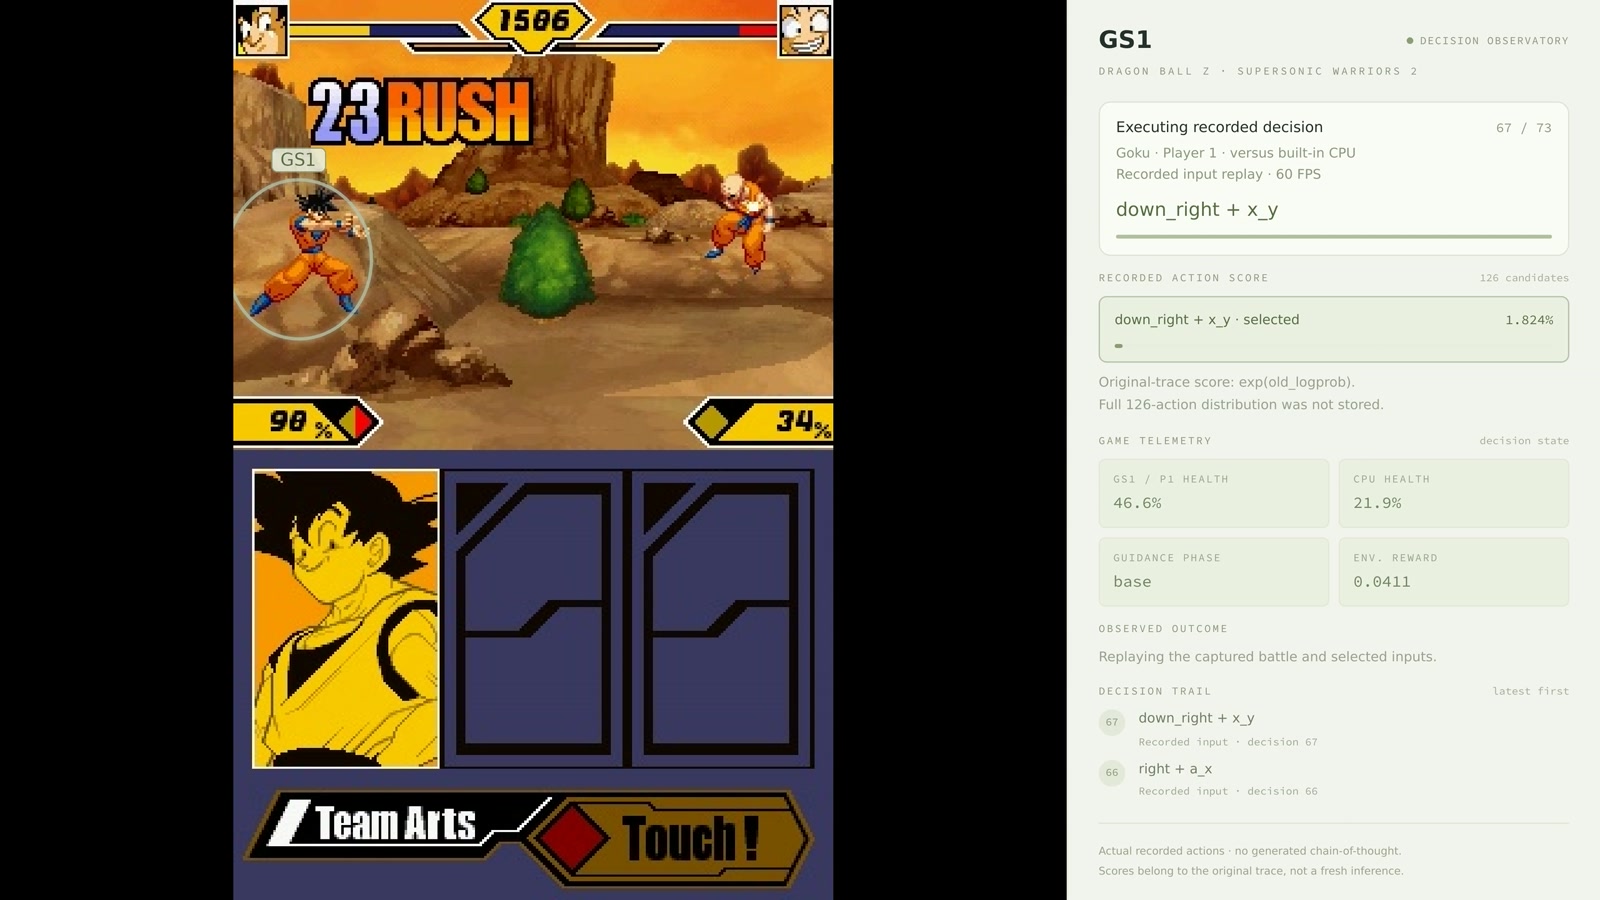 1506
23 RUSH
GS1
90 %
34 %
Team Arts
Touch!
GS1
DECISION OBSERVATORY
DRAGON BALL Z · SUPERSONIC WARRIORS 2
Executing recorded decision
67 / 73
Goku · Player 1 · versus built-in CPU
Recorded input replay · 60 FPS
down_right + x_y
RECORDED ACTION SCORE
126 candidates
down_right + x_y · selected
1.824%
Original-trace score: exp(old_logprob).
Full 126-action distribution was not stored.
GAME TELEMETRY
decision state
GS1 / P1 HEALTH
46.6%
CPU HEALTH
21.9%
GUIDANCE PHASE
base
ENV. REWARD
0.0411
OBSERVED OUTCOME
Replaying the captured battle and selected inputs.
DECISION TRAIL
latest first
67
down_right + x_y
Recorded input · decision 67
66
right + a_x
Recorded input · decision 66
Actual recorded actions · no generated chain-of-thought.
Scores belong to the original trace, not a fresh inference.